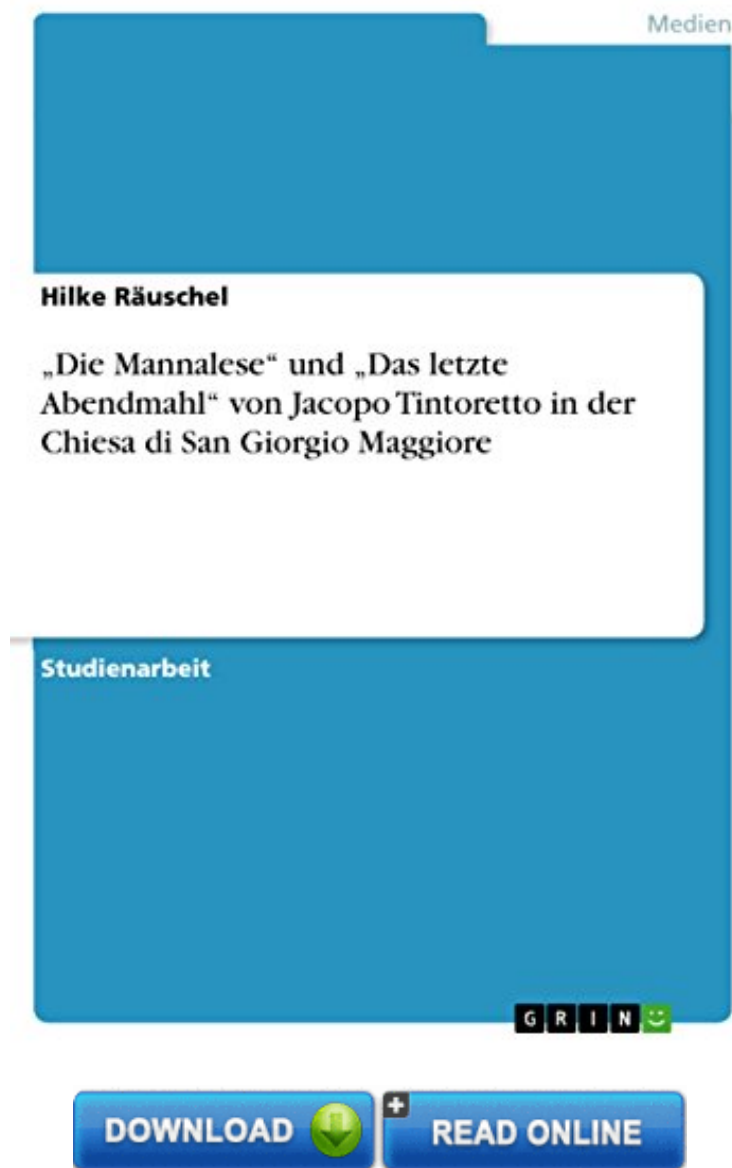 Medien
Hilke Räuschel
„Die Mannalese“ und „Das letzte
Abendmahl“ von Jacopo Tintoretto in der
Chiesa di San Giorgio Maggiore
Studienarbeit
GRIN
DOWNLOAD
READ ONLINE